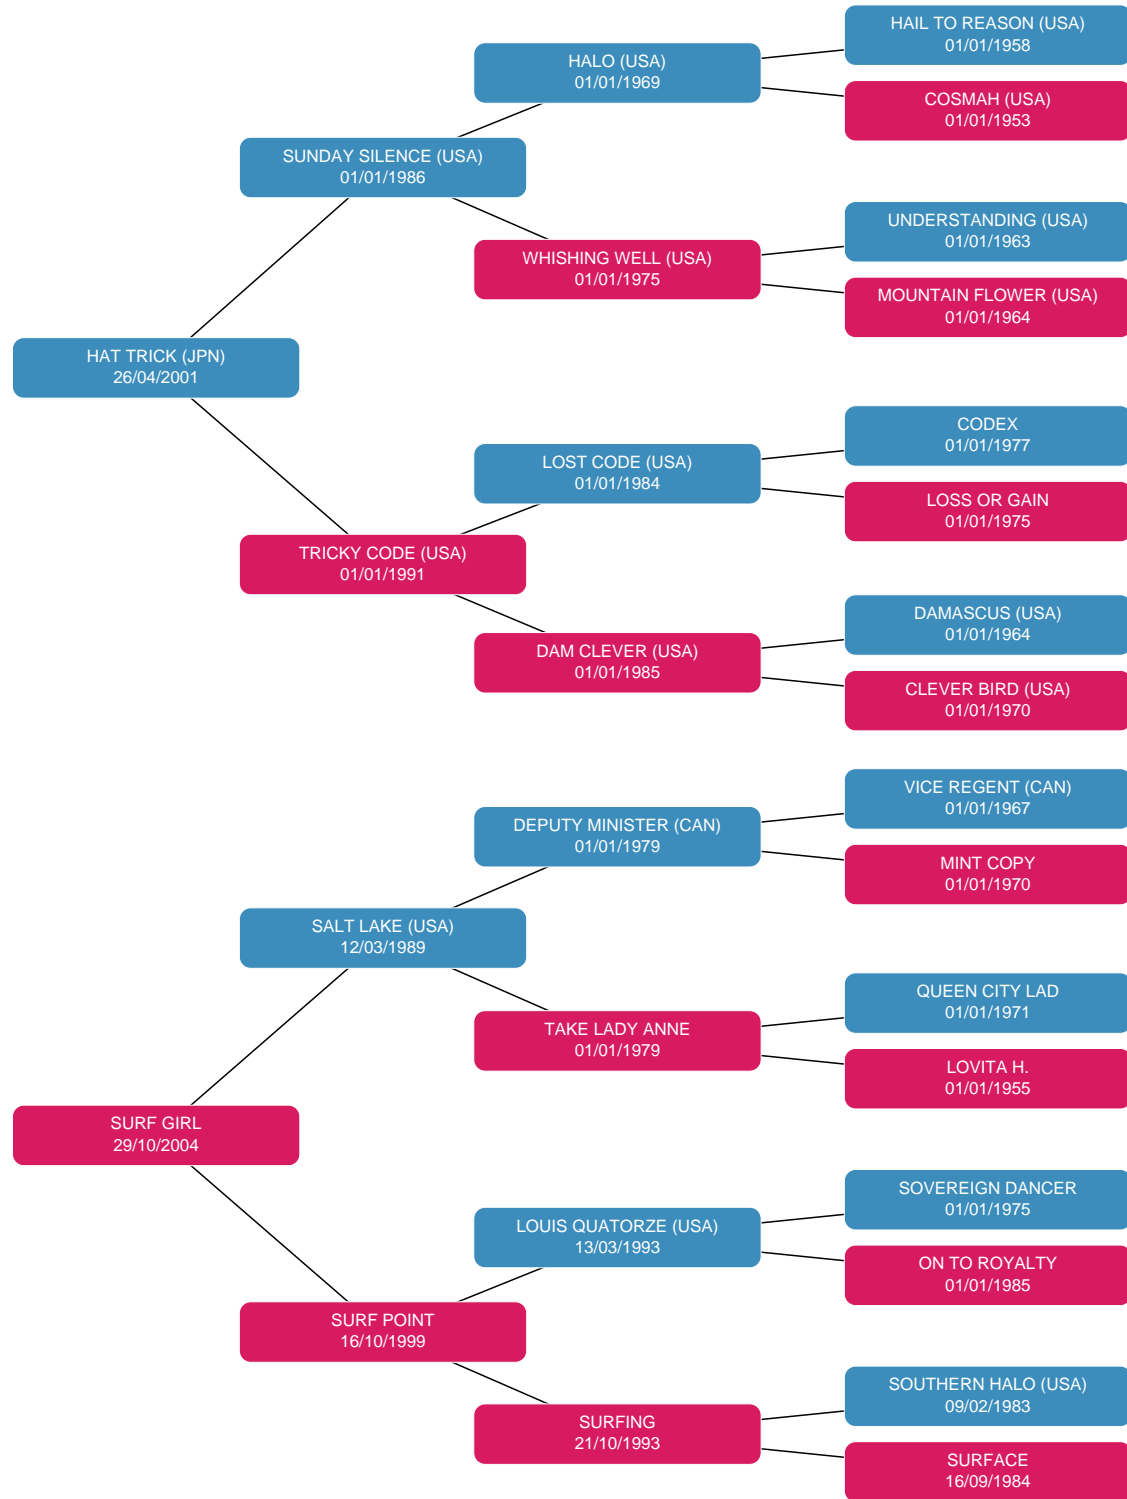 HAIL TO REASON (USA)
01/01/1958
HALO (USA)
01/01/1969
COSMAH (USA)
01/01/1953
SUNDAY SILENCE (USA)
01/01/1986
UNDERSTANDING (USA)
01/01/1963
WHISHING WELL (USA)
01/01/1975
MOUNTAIN FLOWER (USA)
01/01/1964
HAT TRICK (JPN)
26/04/2001
CODEX
01/01/1977
LOST CODE (USA)
01/01/1984
LOSS OR GAIN
01/01/1975
TRICKY CODE (USA)
01/01/1991
DAMASCUS (USA)
01/01/1964
DAM CLEVER (USA)
01/01/1985
CLEVER BIRD (USA)
01/01/1970
VICE REGENT (CAN)
01/01/1967
DEPUTY MINISTER (CAN)
01/01/1979
MINT COPY
01/01/1970
SALT LAKE (USA)
12/03/1989
QUEEN CITY LAD
01/01/1971
TAKE LADY ANNE
01/01/1979
LOVITA H.
01/01/1955
SURF GIRL
29/10/2004
SOVEREIGN DANCER
01/01/1975
LOUIS QUATORZE (USA)
13/03/1993
ON TO ROYALTY
01/01/1985
SURF POINT
16/10/1999
SOUTHERN HALO (USA)
09/02/1983
SURFING
21/10/1993
SURFACE
16/09/1984